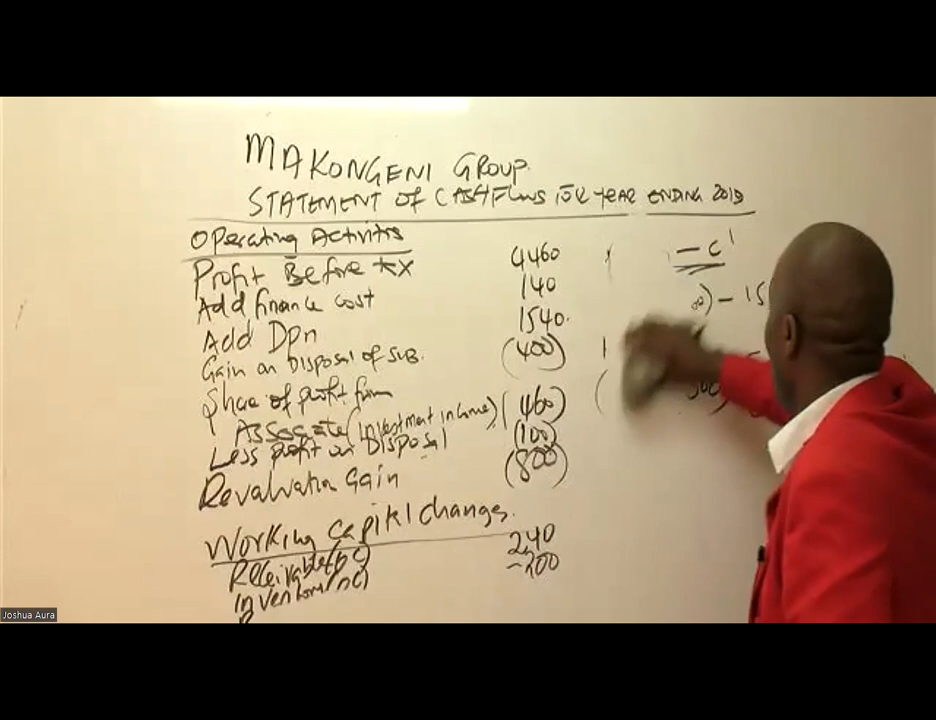 MAKONGENI GROUP.
STATEMENT OF CASHFLOWS FOR YEAR ENDING 2019
Operating Activities
Profit Before tax 4460
Add finance cost 140
Add Dpn 1540
Gain on Disposal of sub. (400)
Share of profit from
Associate (investment income) (460)
Less profit on Disposal (100)
Revaluation Gain (800)
Working capital changes.
Receivable 240
Inventory -200
Joshua Aura